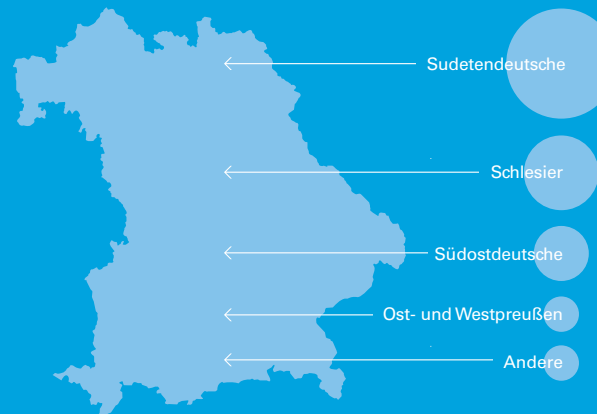 Sudetendeutsche
Schlesier
Südostdeutsche
Ost- und Westpreußen
Andere